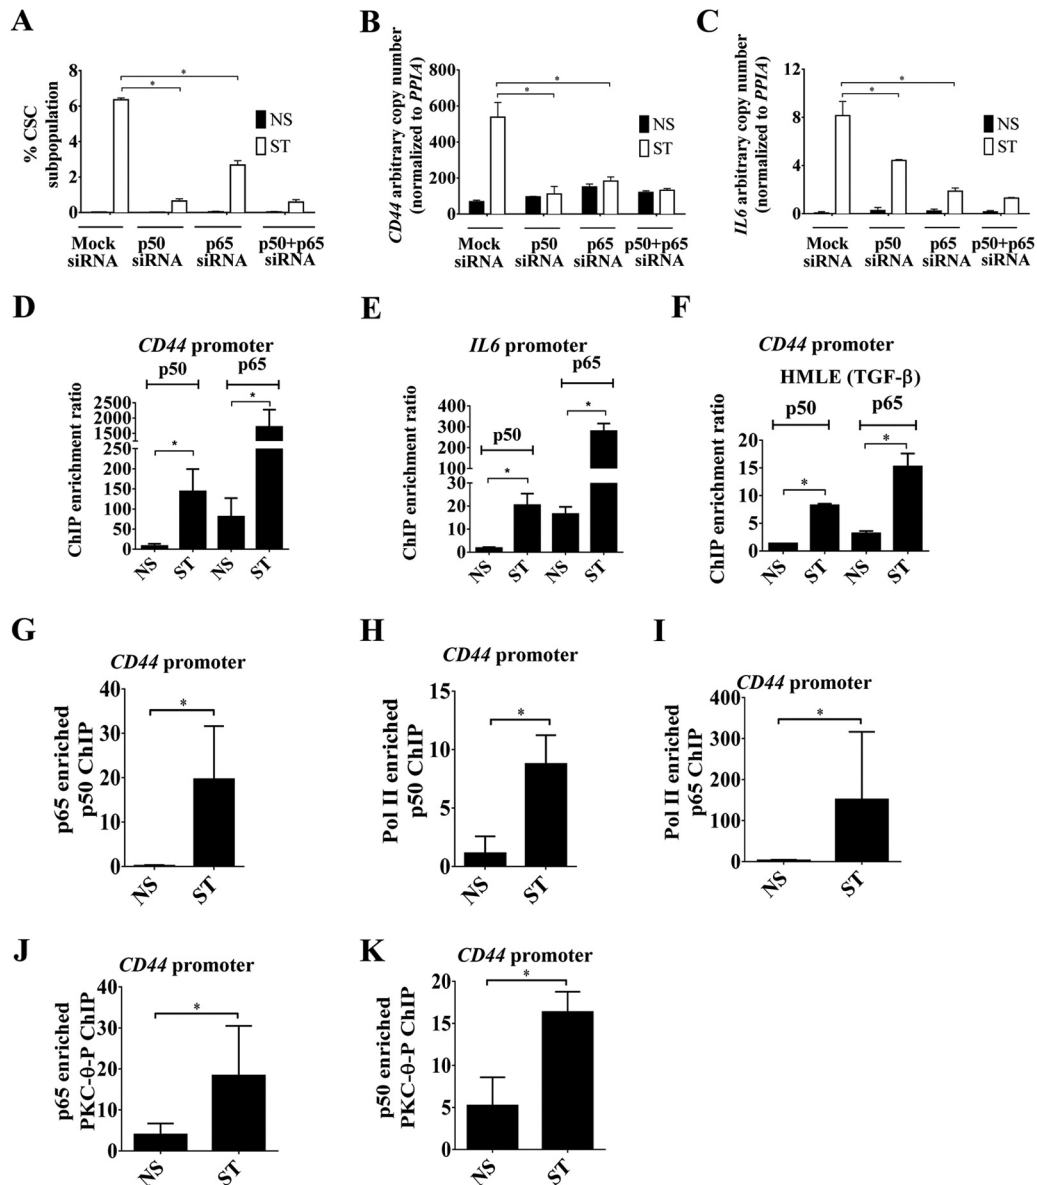 A
% CSC
subpopulation
8
6
4
2
0
*
*
NS
ST
Mock
siRNA
p50
siRNA
p65
siRNA
p50+p65
siRNA
B
CD44 arbitrary copy number
(normalized to PPIA)
800
600
400
200
0
*
*
NS
ST
Mock
siRNA
p50
siRNA
p65
siRNA
p50+p65
siRNA
C
IL6 arbitrary copy number
(normalized to PPIA)
12
8
4
0
*
*
NS
ST
Mock
siRNA
p50
siRNA
p65
siRNA
p50+p65
siRNA
D
CD44 promoter
p50
p65
ChIP enrichment ratio
2500
2000
1500
1000
500
250
200
150
100
50
0
*
*
NS
ST
NS
ST
E
IL6 promoter
p65
p50
ChIP enrichment ratio
400
300
200
100
30
20
10
0
*
*
NS
ST
NS
ST
F
CD44 promoter
HMLE (TGF-β)
p50
p65
ChIP enrichment ratio
20
15
10
5
0
*
*
NS
ST
NS
ST
G
CD44 promoter
p65 enriched
p50 ChIP
40
30
20
10
0
*
NS
ST
H
CD44 promoter
Pol II enriched
p50 ChIP
15
10
5
0
*
NS
ST
I
CD44 promoter
Pol II enriched
p65 ChIP
400
300
200
100
0
*
NS
ST
J
CD44 promoter
p65 enriched
PKC-θ-P ChIP
40
30
20
10
0
*
NS
ST
K
CD44 promoter
p50 enriched
PKC-θ-P ChIP
20
15
10
5
0
*
NS
ST